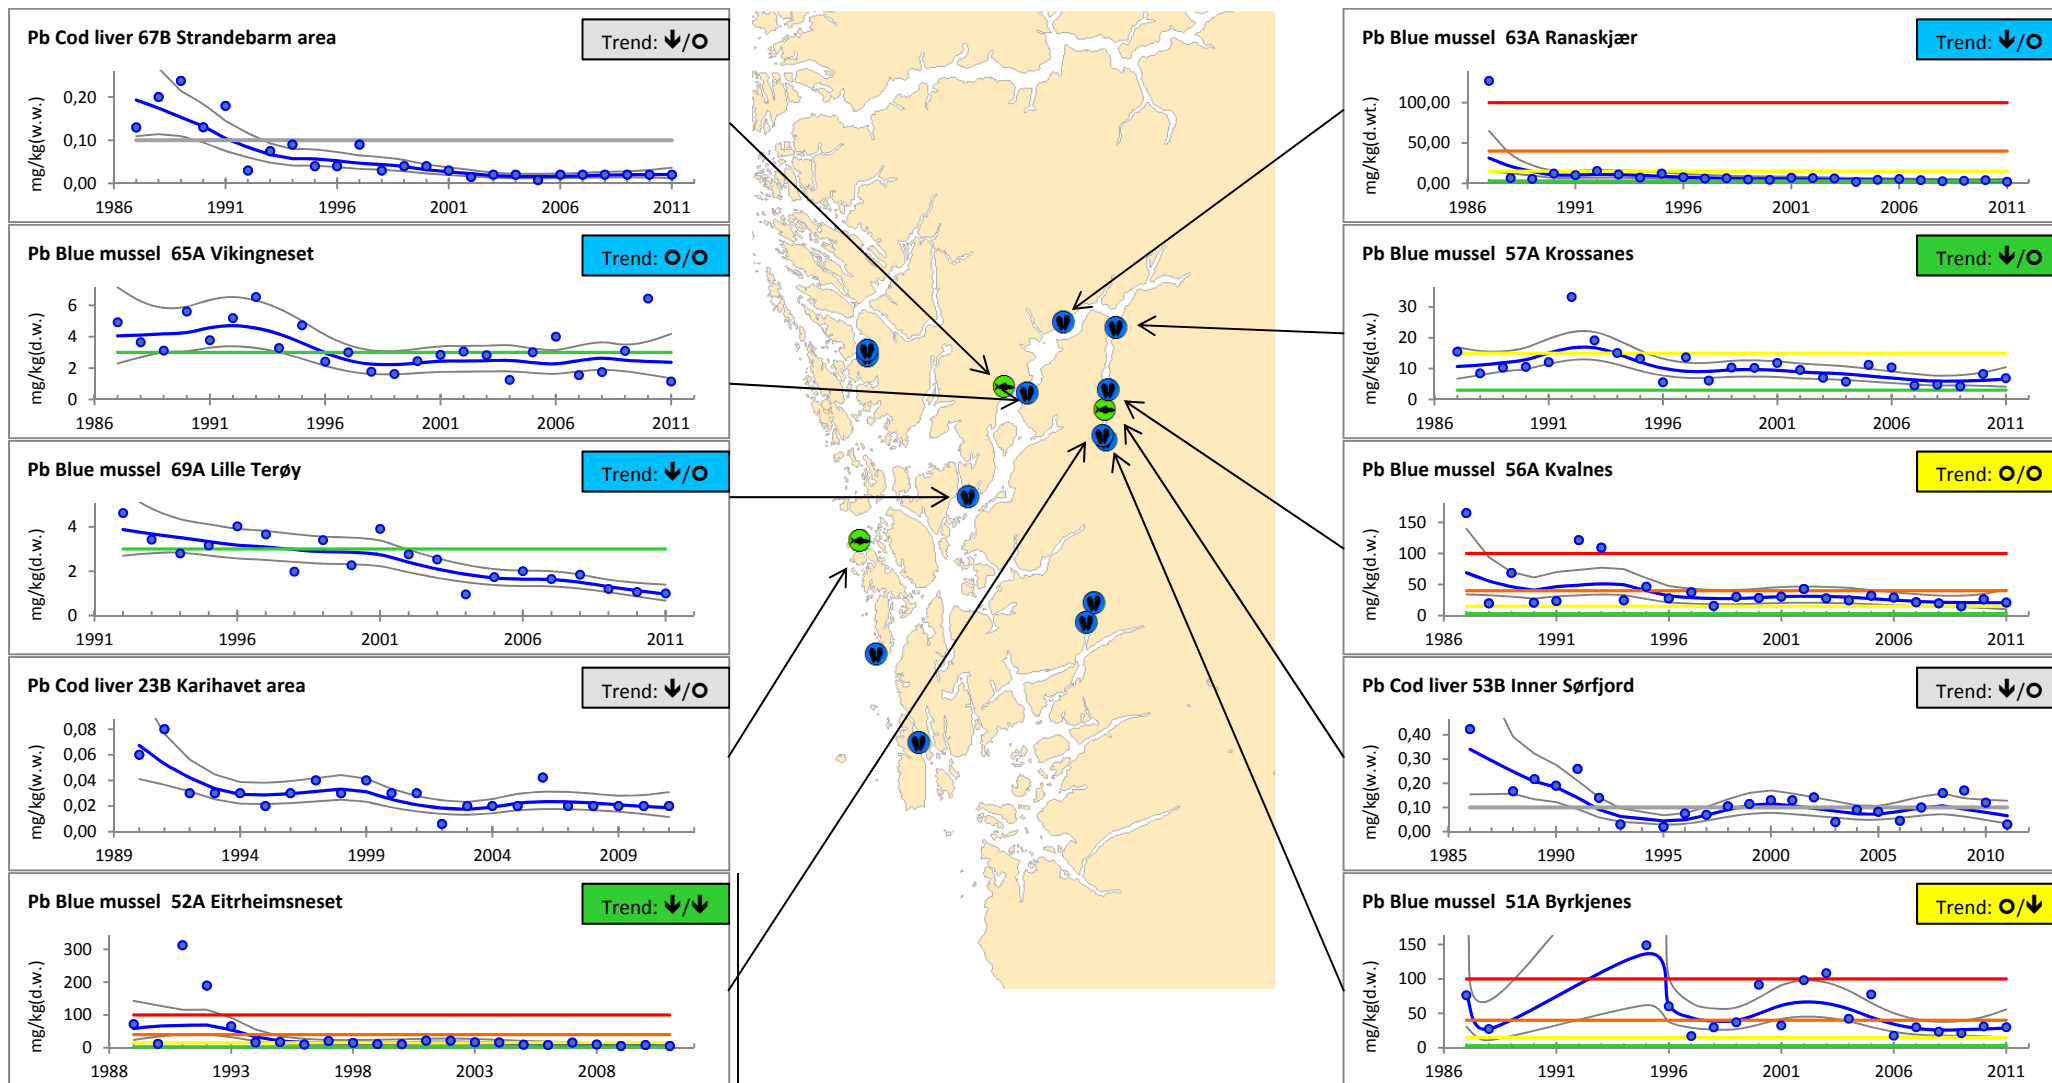 Pb Cod liver 67B Strandebarm area
Trend: 🡻/O
mg/kg(w.w.)
0,20
0,10
0,00
1986 1991 1996 2001 2006 2011
Pb Blue mussel 65A Vikingneset
Trend: O/O
mg/kg(d.w.)
6
4
2
0
1986 1991 1996 2001 2006 2011
Pb Blue mussel 69A Lille Terøy
Trend: 🡻/O
mg/kg(d.w.)
4
2
0
1991 1996 2001 2006 2011
Pb Cod liver 23B Karihavet area
Trend: 🡻/O
mg/kg(w.w.)
0,08
0,06
0,04
0,02
0,00
1989 1994 1999 2004 2009
Pb Blue mussel 52A Eitrheimsneset
Trend: 🡻/🡻
mg/kg(d.w.)
300
200
100
0
1988 1993 1998 2003 2008
Pb Blue mussel 63A Ranaskjær
Trend: 🡻/O
mg/kg(d.wt.)
100,00
50,00
0,00
1986 1991 1996 2001 2006 2011
Pb Blue mussel 57A Krossanes
Trend: 🡻/O
mg/kg(d.w.)
30
20
10
0
1986 1991 1996 2001 2006 2011
Pb Blue mussel 56A Kvalnes
Trend: O/O
mg/kg(d.w.)
150
100
50
0
1986 1991 1996 2001 2006 2011
Pb Cod liver 53B Inner Sørfjord
Trend: 🡻/O
mg/kg(w.w.)
0,40
0,30
0,20
0,10
0,00
1985 1990 1995 2000 2005 2010
Pb Blue mussel 51A Byrkjenes
Trend: O/🡻
mg/kg(d.w.)
150
100
50
0
1986 1991 1996 2001 2006 2011